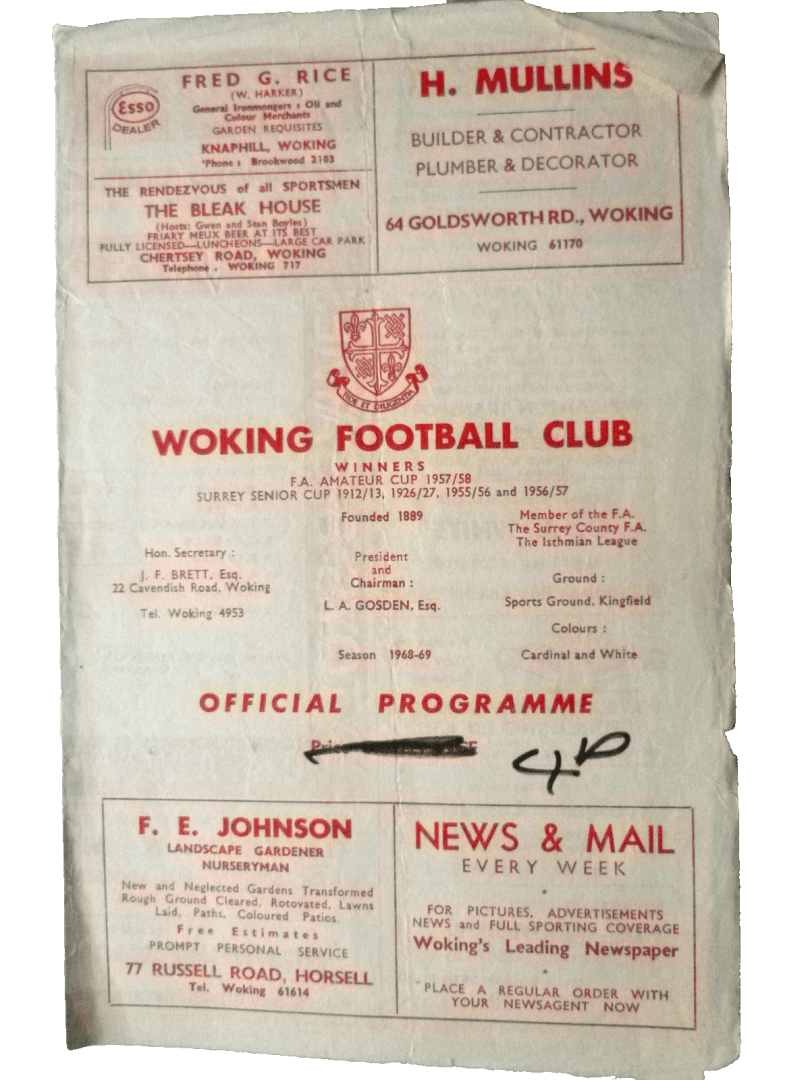 Esso
DEALER
FRED G. RICE
(W. HARKER)
General Ironmongers : Oil and
Colour Merchants
GARDEN REQUISITES
KNAPHILL, WOKING
'Phone : Brookwood 2103
THE RENDEZVOUS of all SPORTSMEN
THE BLEAK HOUSE
(Hosts: Gwen and Stan Boyles)
FRIARY MEUX BEER AT ITS BEST
FULLY LICENSED—LUNCHEONS—LARGE CAR PARK
CHERTSEY ROAD, WOKING
Telephone : WOKING 717
H. MULLINS
BUILDER & CONTRACTOR
PLUMBER & DECORATOR
64 GOLDSWORTH RD., WOKING
WOKING 61170
FIDE ET DILIGENTIA
WOKING FOOTBALL CLUB
WINNERS
F.A. AMATEUR CUP 1957/58
SURREY SENIOR CUP 1912/13, 1926/27, 1955/56 and 1956/57
Founded 1889
Member of the F.A.
The Surrey County F.A.
The Isthmian League
Hon. Secretary :
J. F. BRETT, Esq.
22 Cavendish Road, Woking
Tel. Woking 4953
President
and
Chairman :
L. A. GOSDEN, Esq.
Season 1968-69
Ground :
Sports Ground, Kingfield
Colours :
Cardinal and White
OFFICIAL PROGRAMME
Price
4D
F. E. JOHNSON
LANDSCAPE GARDENER
NURSERYMAN
New and Neglected Gardens Transformed
Rough Ground Cleared, Rotovated, Lawns
Laid, Paths, Coloured Patios.
Free Estimates
PROMPT PERSONAL SERVICE
77 RUSSELL ROAD, HORSELL
Tel. Woking 61614
NEWS & MAIL
EVERY WEEK
*
FOR PICTURES, ADVERTISEMENTS
NEWS and FULL SPORTING COVERAGE
Woking's Leading Newspaper
*
PLACE A REGULAR ORDER WITH
YOUR NEWSAGENT NOW